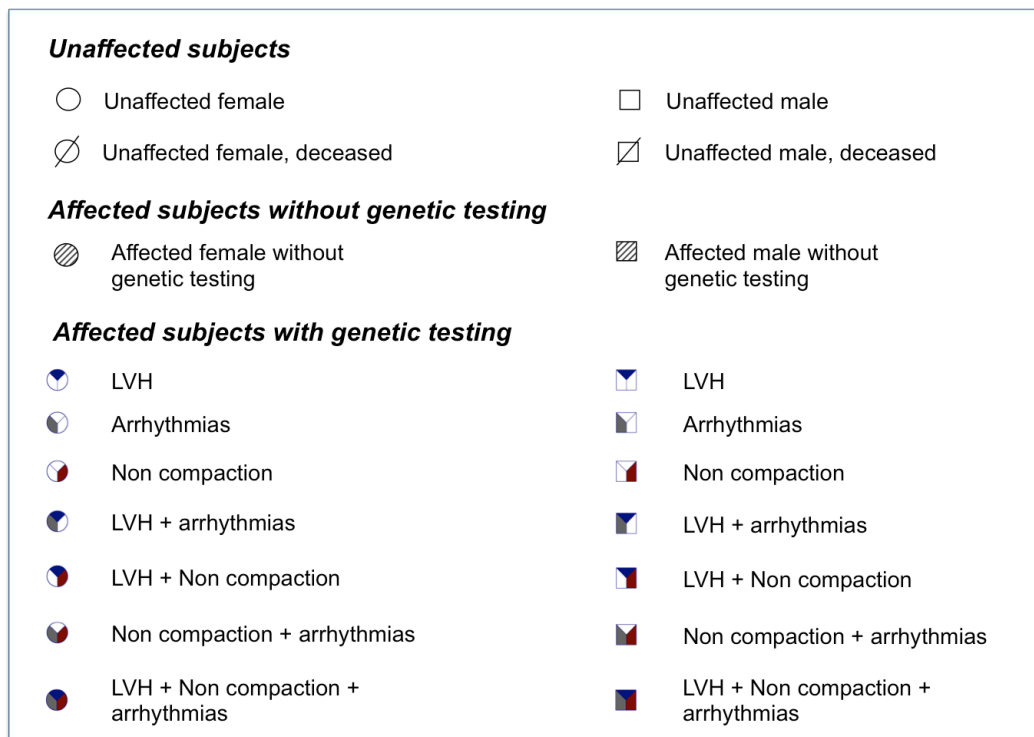 Unaffected subjects
Unaffected female
Unaffected male
Unaffected female, deceased
Unaffected male, deceased
Affected subjects without genetic testing
Affected female without
genetic testing
Affected male without
genetic testing
Affected subjects with genetic testing
LVH
LVH
Arrhythmias
Arrhythmias
Non compaction
Non compaction
LVH + arrhythmias
LVH + arrhythmias
LVH + Non compaction
LVH + Non compaction
Non compaction + arrhythmias
Non compaction + arrhythmias
LVH + Non compaction +
arrhythmias
LVH + Non compaction +
arrhythmias